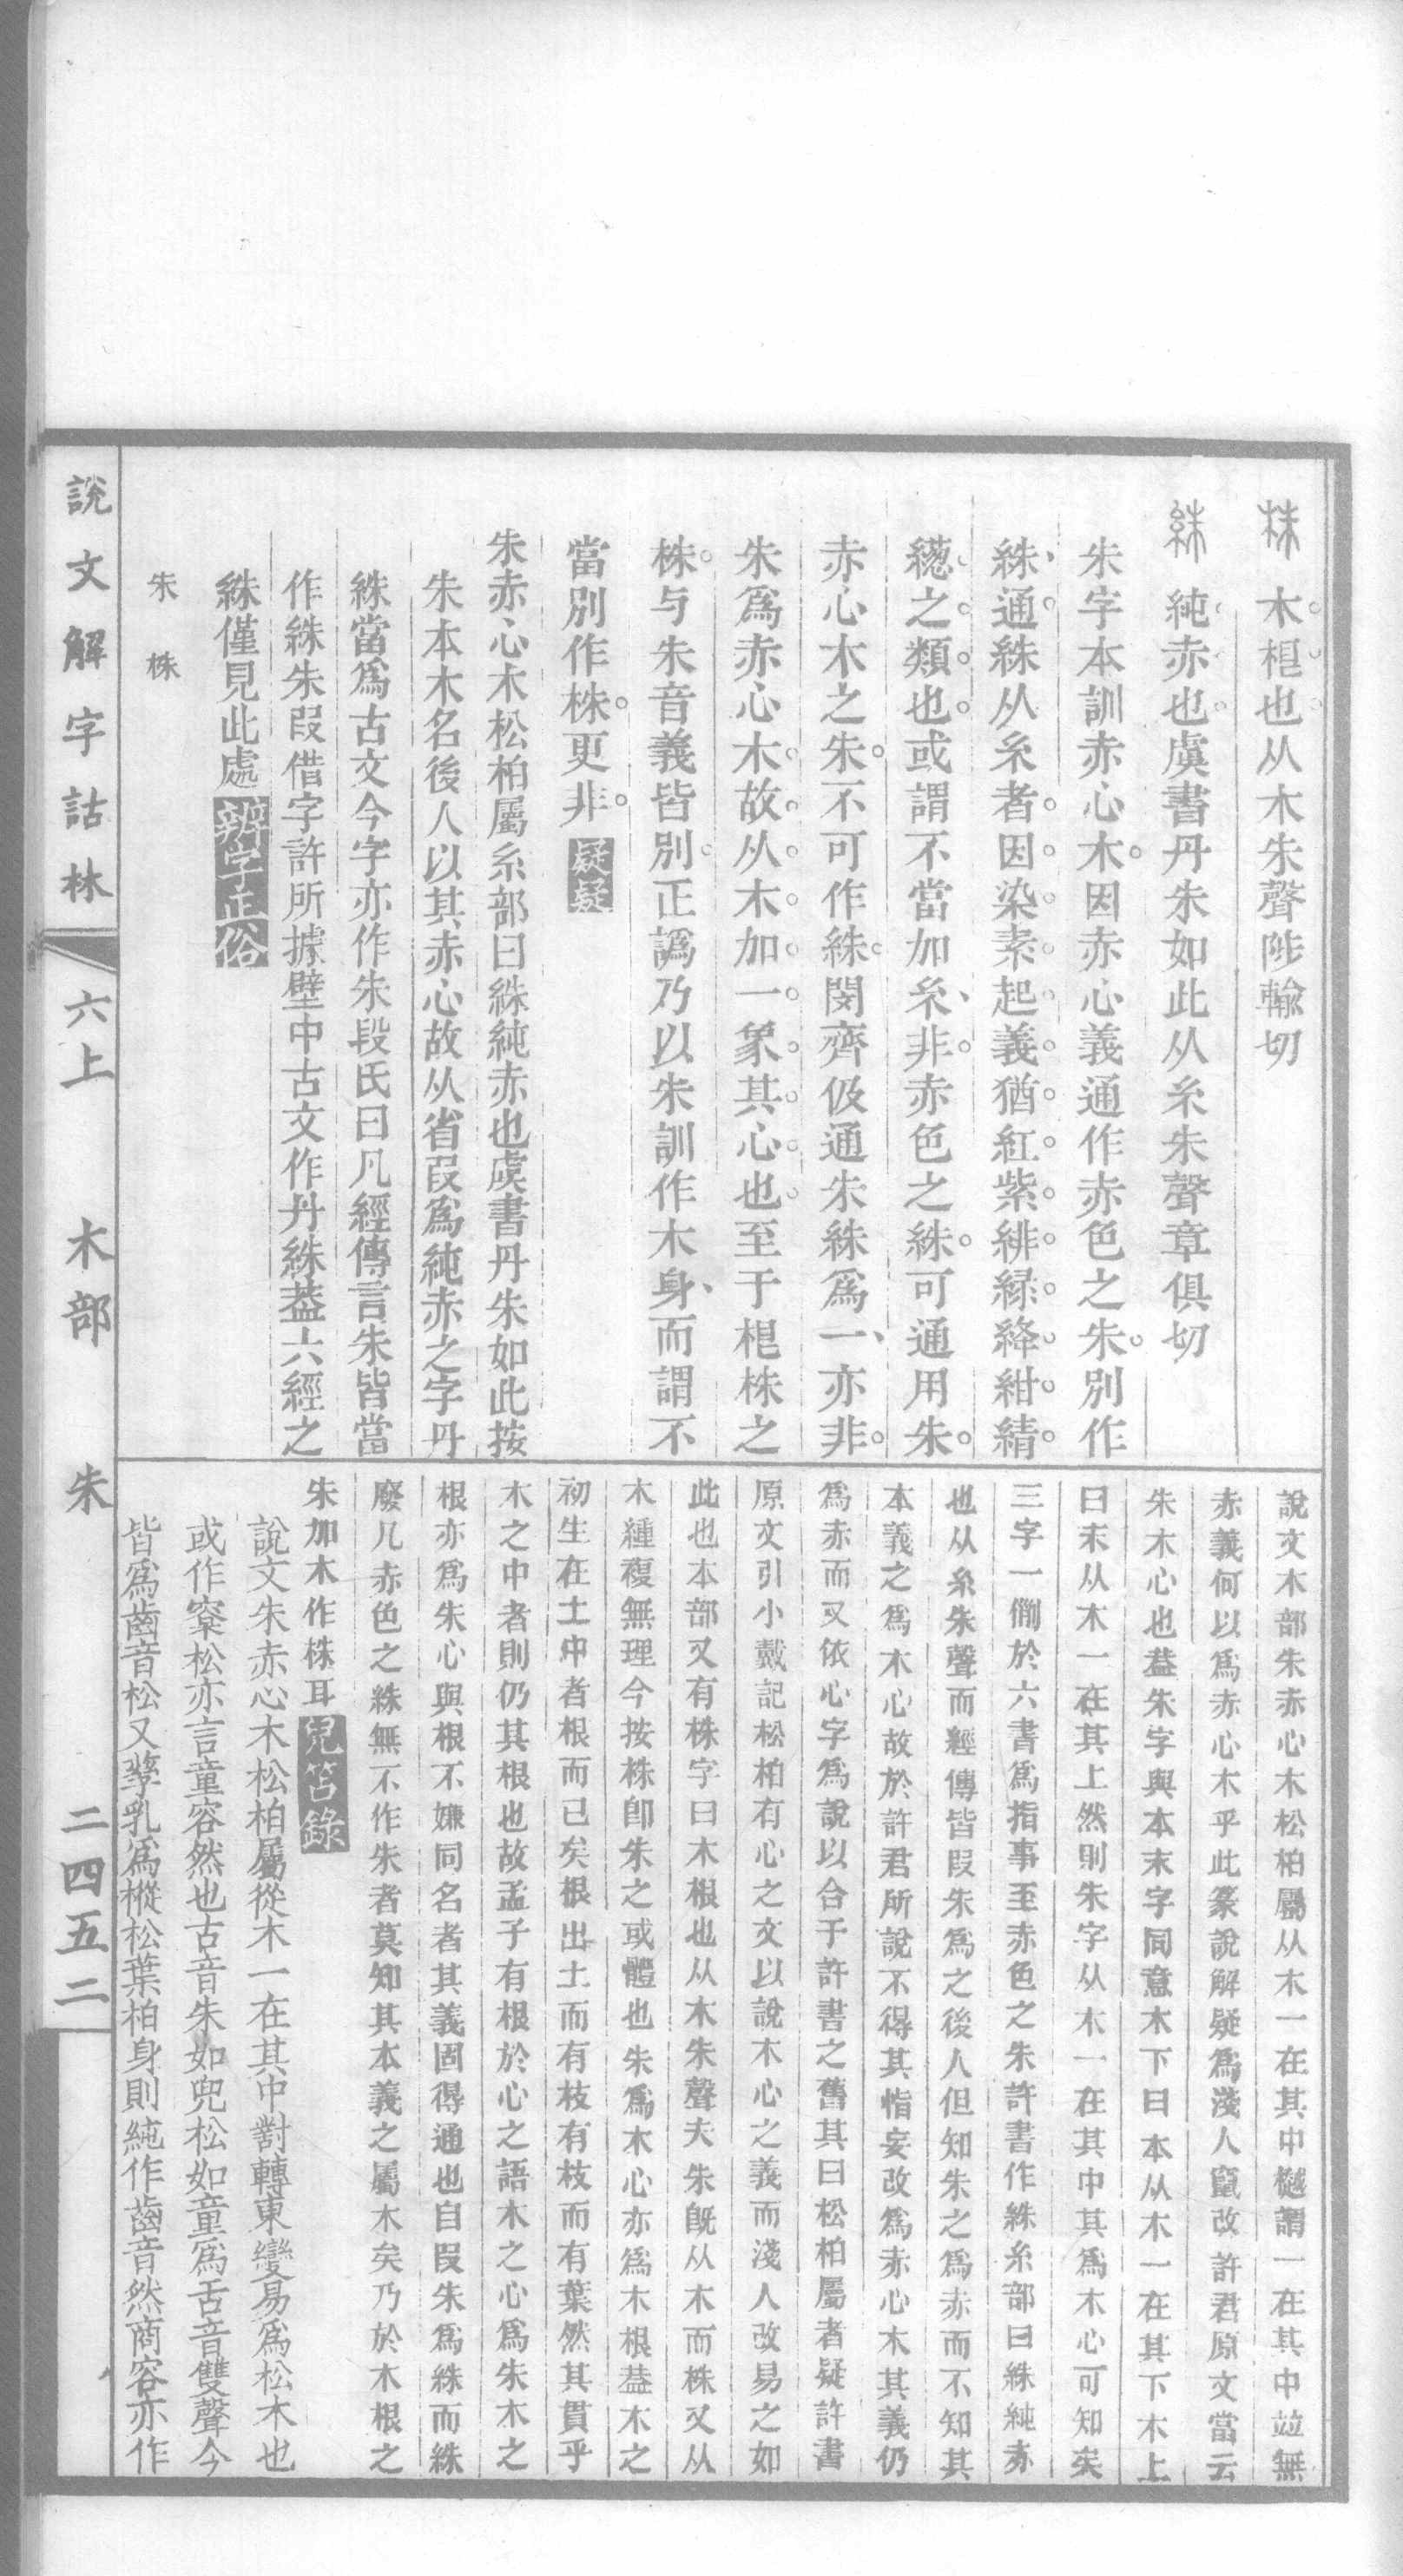 株 木柢也从木朱聲陟輸切
絑 純赤也虞書丹朱如此从糸朱聲章俱切
朱字本訓赤心木因赤心義通作赤色之朱別作
絑通絑从糸者因染素起義猶紅紫緋綠絳紺綪
繱之類也或謂不當加糸非赤色之絑可通用朱
赤心木之朱不可作絑閔齊伋通朱絑為一亦非
朱爲赤心木故从木加一象其心也至于柢株之
株与朱音義皆別正譌乃以朱訓作木身而謂不
當別作株更非 疑疑
朱赤心木松柏屬糸部曰絑純赤也虞書丹朱如此按
朱本木名後人以其赤心故从省叚爲純赤之字丹
絑當爲古文今字亦作朱段氏曰凡經傳言朱皆當
作絑朱叚借字許所據壁中古文作丹絑葢六經之
絑僅見此處 辨字正俗
朱 株
說文木部朱赤心木松柏屬从木一在其中樾謂一在其中竝無
赤義何以爲赤心木乎此篆說解疑爲淺人竄改許君原文當云
朱木心也葢朱字與本末字同意木下曰本从木一在其下木上
曰末从木一在其上然則朱字从木一在其中其爲木心可知矣
三字一例於六書爲指事至赤色之朱許書作絑糸部曰絑純赤
也从糸朱聲而經傳皆叚朱爲之後人但知朱之爲赤而不知其
本義之爲木心故於許君所說不得其恉妄改爲赤心木其義仍
爲赤而又依心字爲說以合于許書之舊其曰松柏屬者疑許書
原文引小戴記松柏有心之文以說木心之義而淺人改易之如
此也本部又有株字曰木根也从木朱聲夫朱旣从木而株又从
木緟複無理今按株卽朱之或體也朱爲木心亦爲木根葢木之
初生在土中者根而已矣根出土而有枝有枝而有葉然其貫乎
木之中者則仍其根也故孟子有根於心之語木之心爲朱木之
根亦爲朱心與根不嫌同名者其義固得通也自叚朱爲絑而絑
廢凡赤色之絑無不作朱者莫知其本義之屬木矣乃於木根之
朱加木作株耳 兒笘錄
說文朱赤心木松柏屬從木一在其中對轉東變易爲松木也
或作㮤松亦言童容然也古音朱如兜松如童爲舌音雙聲今
皆爲齒音松又孳乳爲樅松葉柏身則純作齒音然商容亦作
說文解字詁林 六上 木部 朱 二四五二